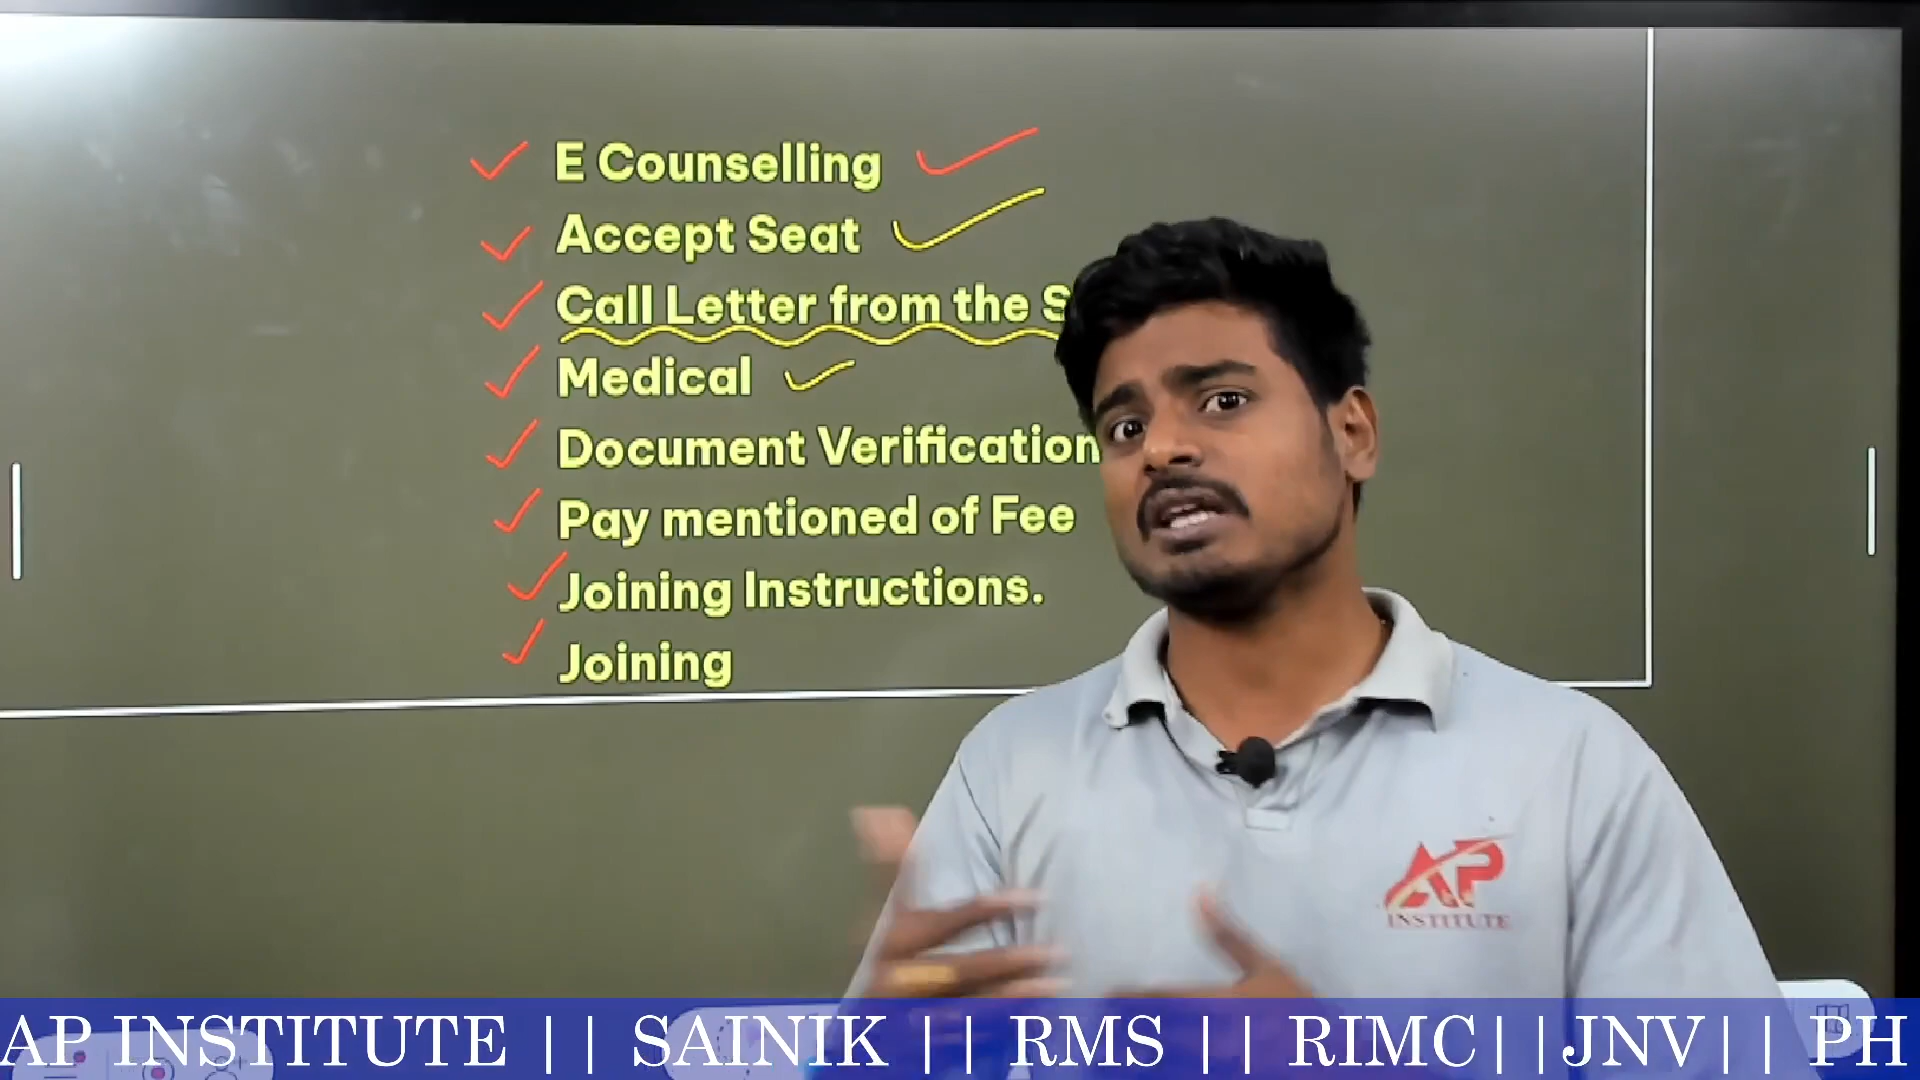 E Counselling
Accept Seat
Call Letter from the
Medical
Document Verification
Pay mentioned of Fee
Joining Instructions.
Joining
AP
INSTITUTE
AP INSTITUTE || SAINIK || RMS || RIMC||JNV|| PH